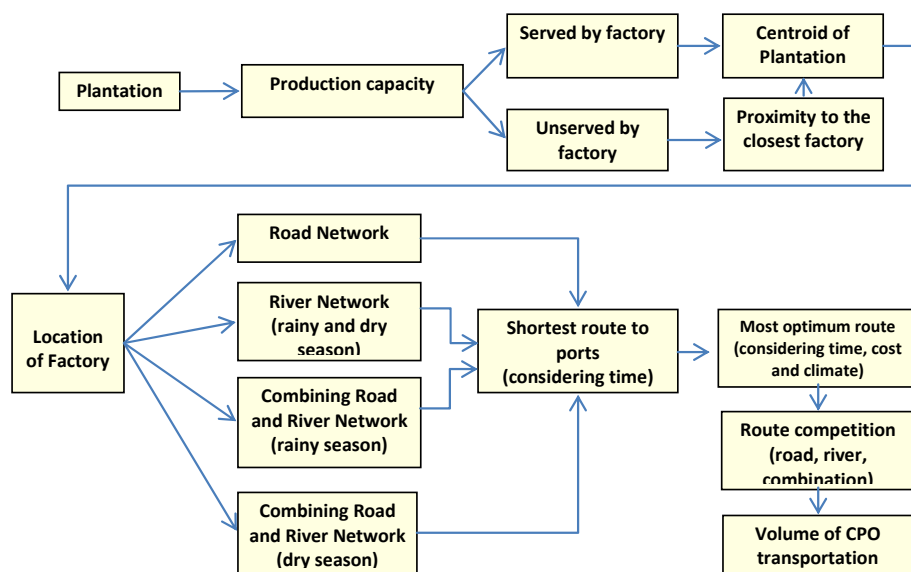 Plantation
Production capacity
Served by factory
Unserved by
factory
Centroid of
Plantation
Proximity to the
closest factory
Location
of Factory
Road Network
River Network
(rainy and dry
season)
Combining Road
and River Network
(rainy season)
Combining Road
and River Network
(dry season)
Shortest route to
ports
(considering time)
Most optimum route
(considering time, cost
and climate)
Route competition
(road, river,
combination)
Volume of CPO
transportation